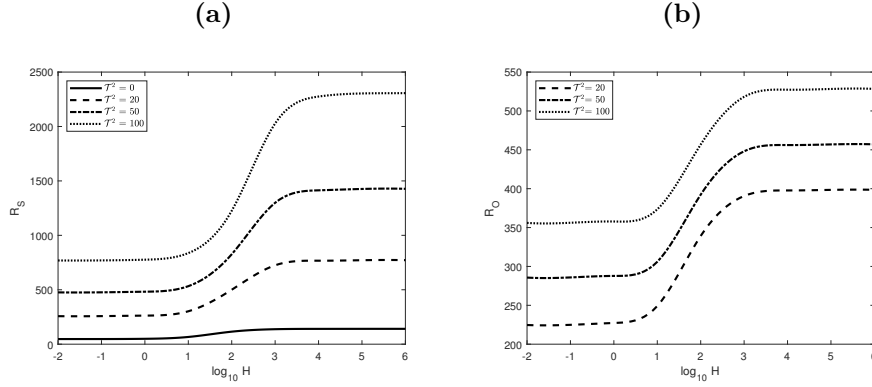 (a)
(b)
2500
2000
1500
1000
500
0
R_S
-2 -1 0 1 2 3 4 5 6
log10 H
𝒯² = 0
𝒯² = 20
𝒯² = 50
𝒯² = 100
550
500
450
400
350
300
250
200
R_O
-2 -1 0 1 2 3 4 5 6
log10 H
𝒯² = 20
𝒯² = 50
𝒯² = 100